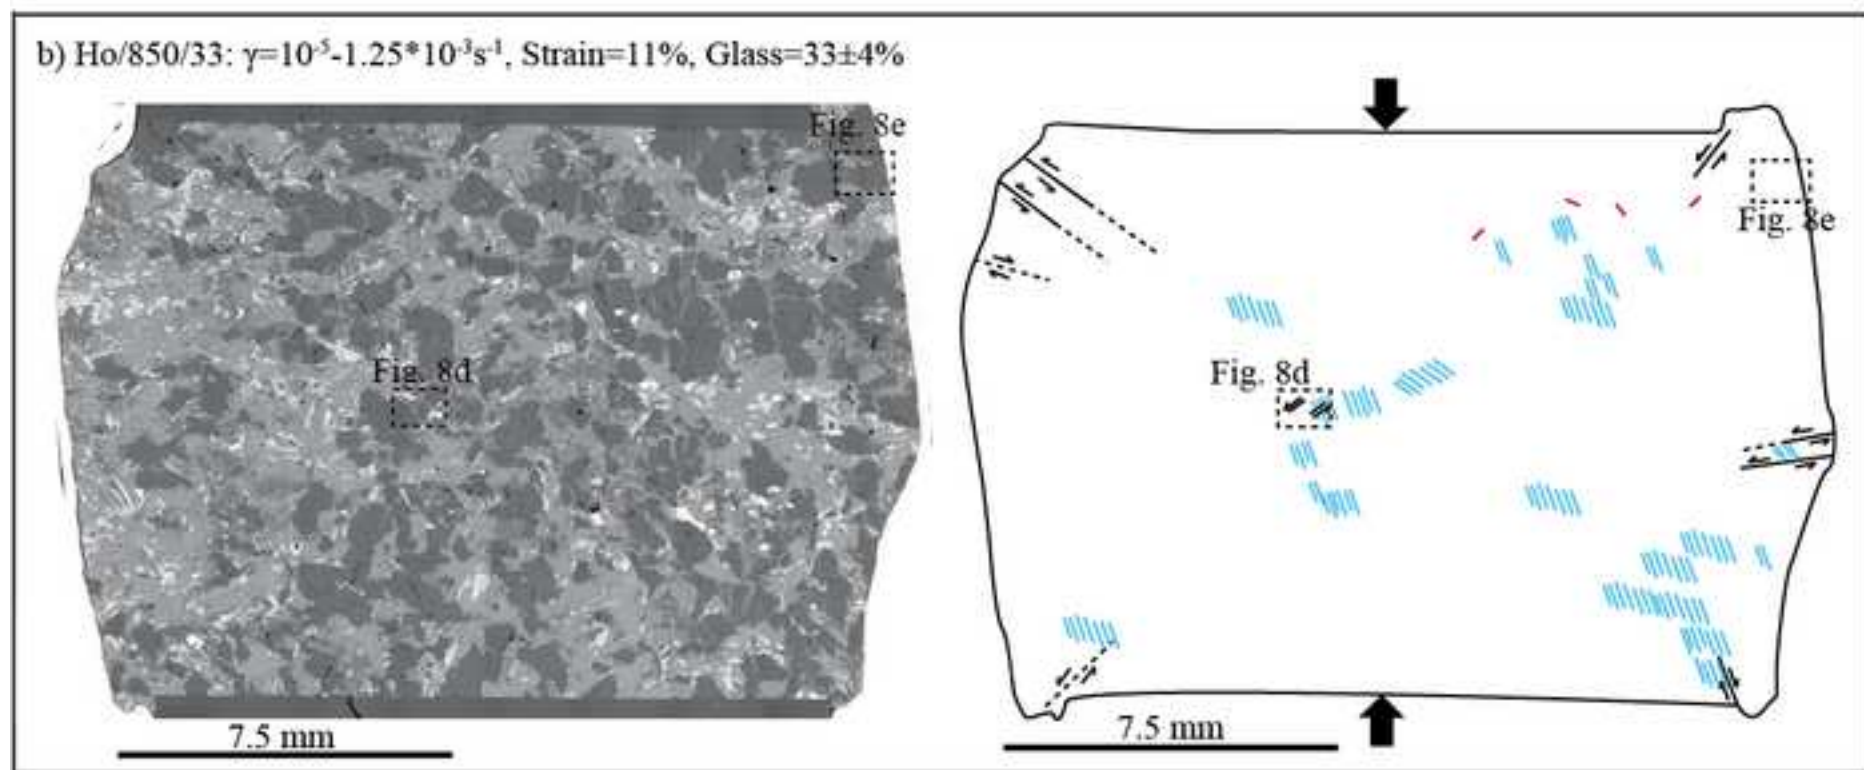 b) Ho/850/33: γ=10⁻⁵-1.25*10⁻³s⁻¹, Strain=11%, Glass=33±4%
Fig. 8e
Fig. 8d
7.5 mm
Fig. 8e
Fig. 8d
7.5 mm